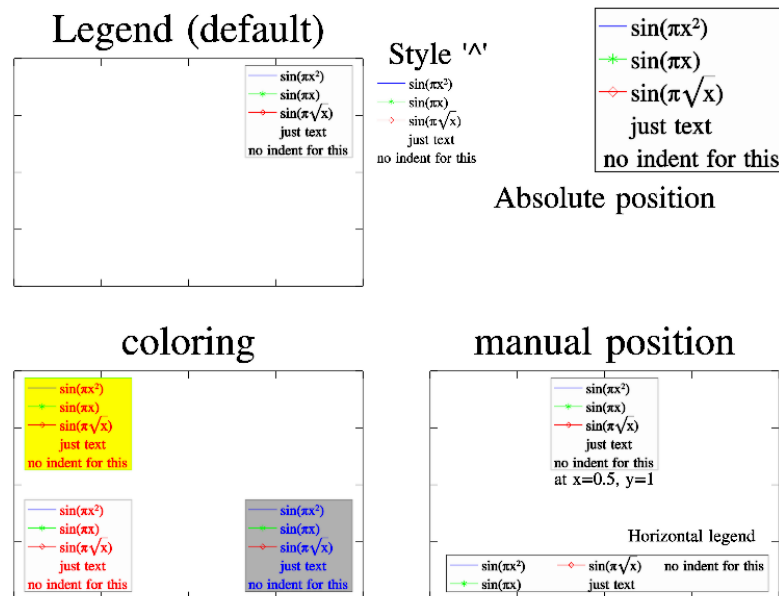 Legend (default)
sin(πx²)
sin(πx)
sin(π√x)
just text
no indent for this
Style '^'
sin(πx²)
sin(πx)
sin(π√x)
just text
no indent for this
sin(πx²)
sin(πx)
sin(π√x)
just text
no indent for this
Absolute position
coloring
sin(πx²)
sin(πx)
sin(π√x)
just text
no indent for this
sin(πx²)
sin(πx)
sin(π√x)
just text
no indent for this
sin(πx²)
sin(πx)
sin(π√x)
just text
no indent for this
manual position
sin(πx²)
sin(πx)
sin(π√x)
just text
no indent for this
at x=0.5, y=1
Horizontal legend
sin(πx²) sin(π√x) no indent for this
sin(πx) just text